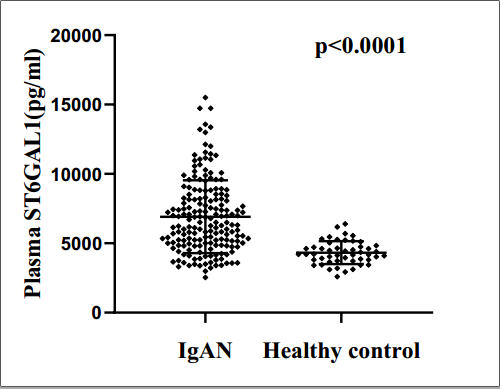 p<0.0001
Plasma ST6GAL1(pg/ml)
20000
15000
10000
5000
0
IgAN
Healthy control